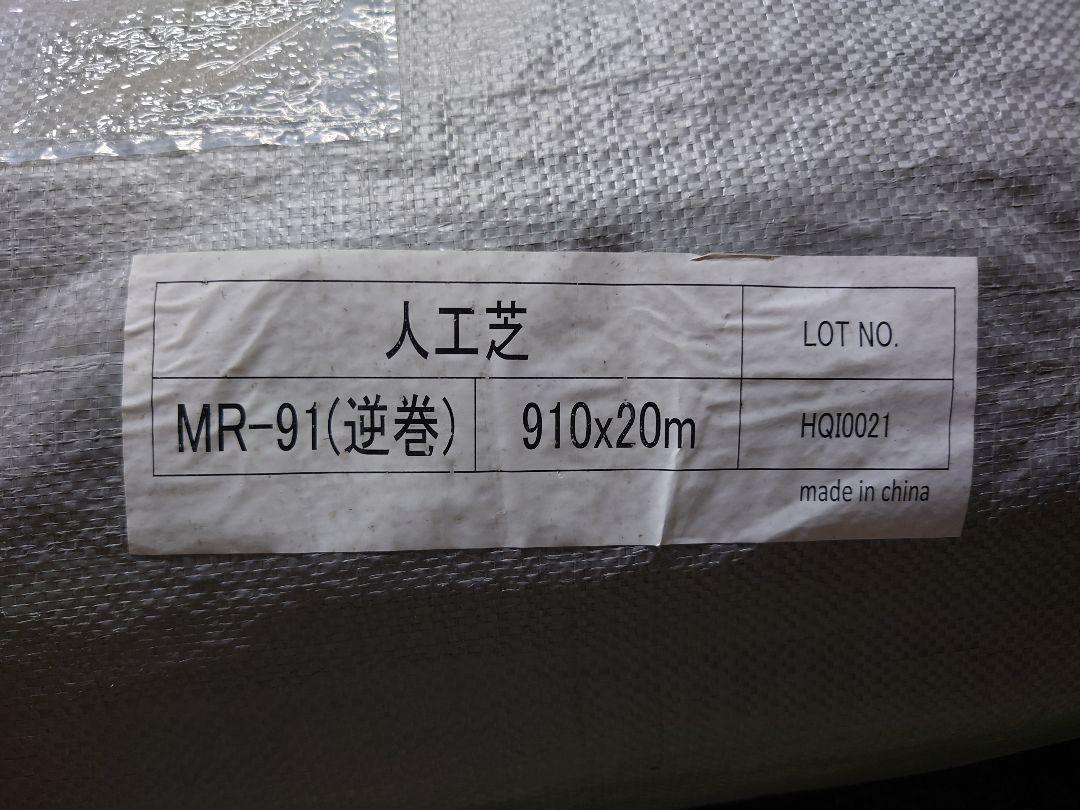 人工芝
LOT NO.
MR-91(逆巻)
910x20m
HQI0021
made in china